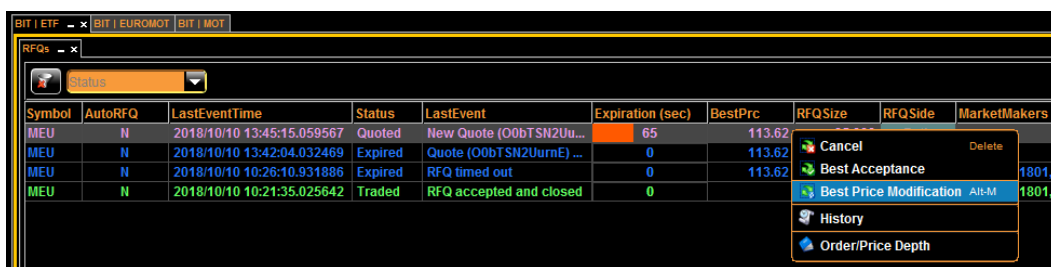 BIT | ETF BIT | EUROMOT BIT | MOT
RFQs
Status
Symbol AutoRFQ LastEventTime Status LastEvent Expiration (sec) BestPrc RFQSize RFQSide MarketMakers
MEU N 2018/10/10 13:45:15.059567 Quoted New Quote (O0bTSN2Uu... 65 113.62
Cancel Delete
MEU N 2018/10/10 13:42:04.032469 Expired Quote (O0bTSN2UurnE) ... 0 113.62
Best Acceptance
MEU N 2018/10/10 10:26:10.931886 Expired RFQ timed out 0 113.62 1801,
Best Price Modification Alt-M
MEU N 2018/10/10 10:21:35.025642 Traded RFQ accepted and closed 0 1801,
History
Order/Price Depth